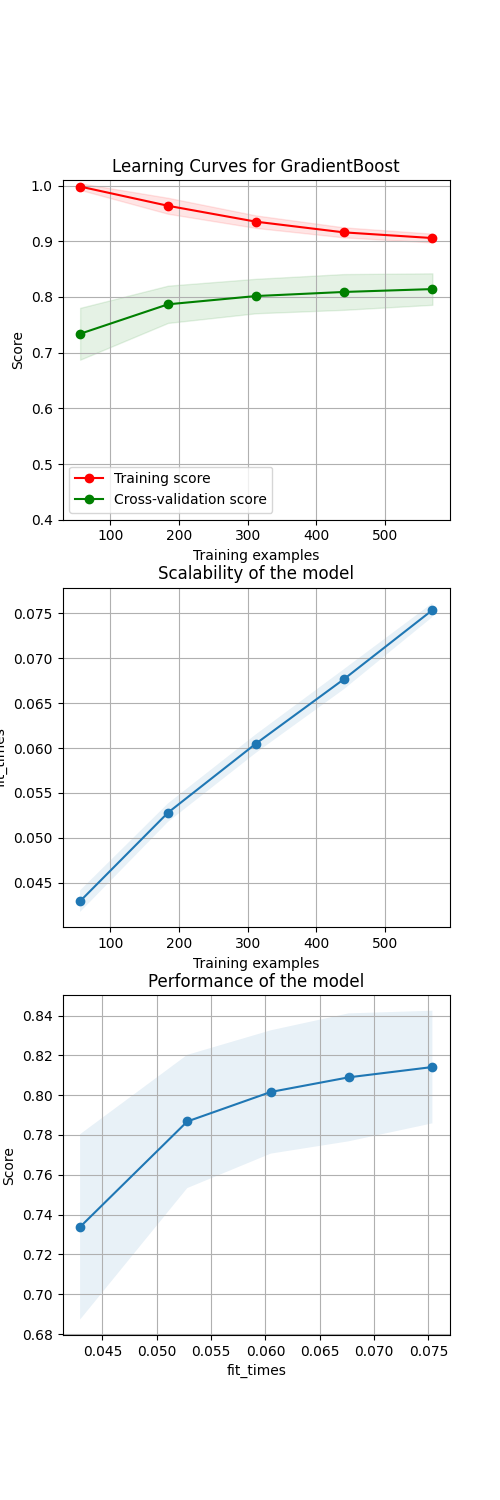 Learning Curves for GradientBoost
1.0
0.9
0.8
0.7
0.6
0.5
0.4
Score
Training score
Cross-validation score
100 200 300 400 500
Training examples
Scalability of the model
0.075
0.070
0.065
0.060
0.055
0.050
0.045
fit_times
100 200 300 400 500
Training examples
Performance of the model
0.84
0.82
0.80
0.78
0.76
0.74
0.72
0.70
0.68
Score
0.045 0.050 0.055 0.060 0.065 0.070 0.075
fit_times